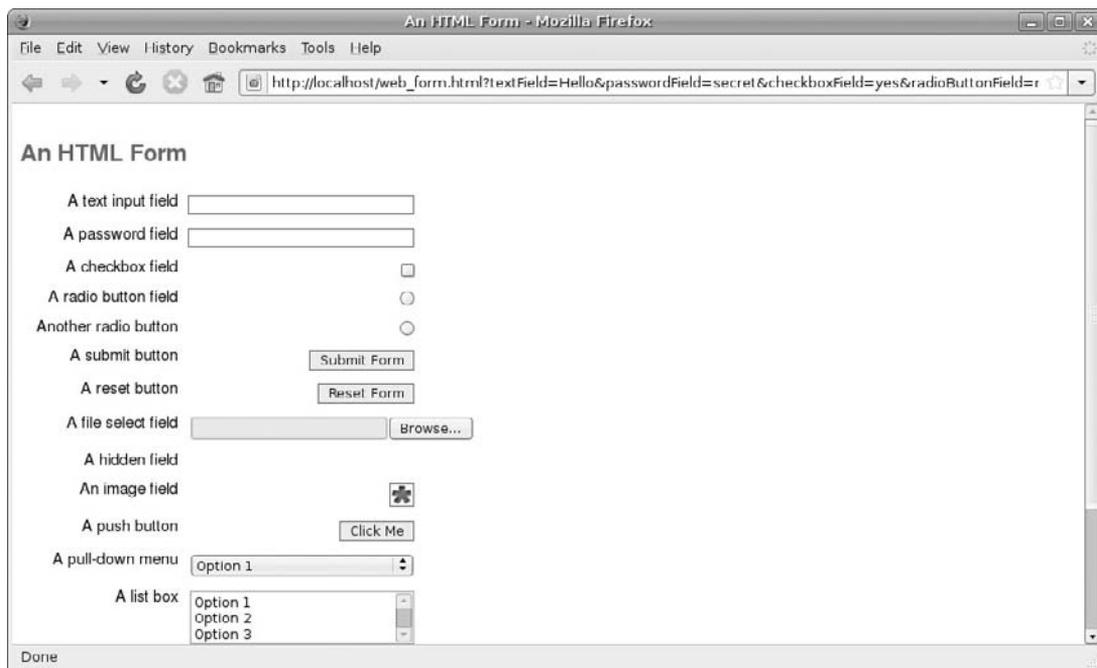 An HTML Form - Mozilla Firefox
File Edit View History Bookmarks Tools Help
http://localhost/web_form.html?textField=Hello&passwordField=secret&checkboxField=yes&radioButtonField=r
An HTML Form
A text input field
A password field
A checkbox field
A radio button field
Another radio button
A submit button Submit Form
A reset button Reset Form
A file select field Browse...
A hidden field
An image field
A push button Click Me
A pull-down menu Option 1
A list box Option 1
Option 2
Option 3
Done